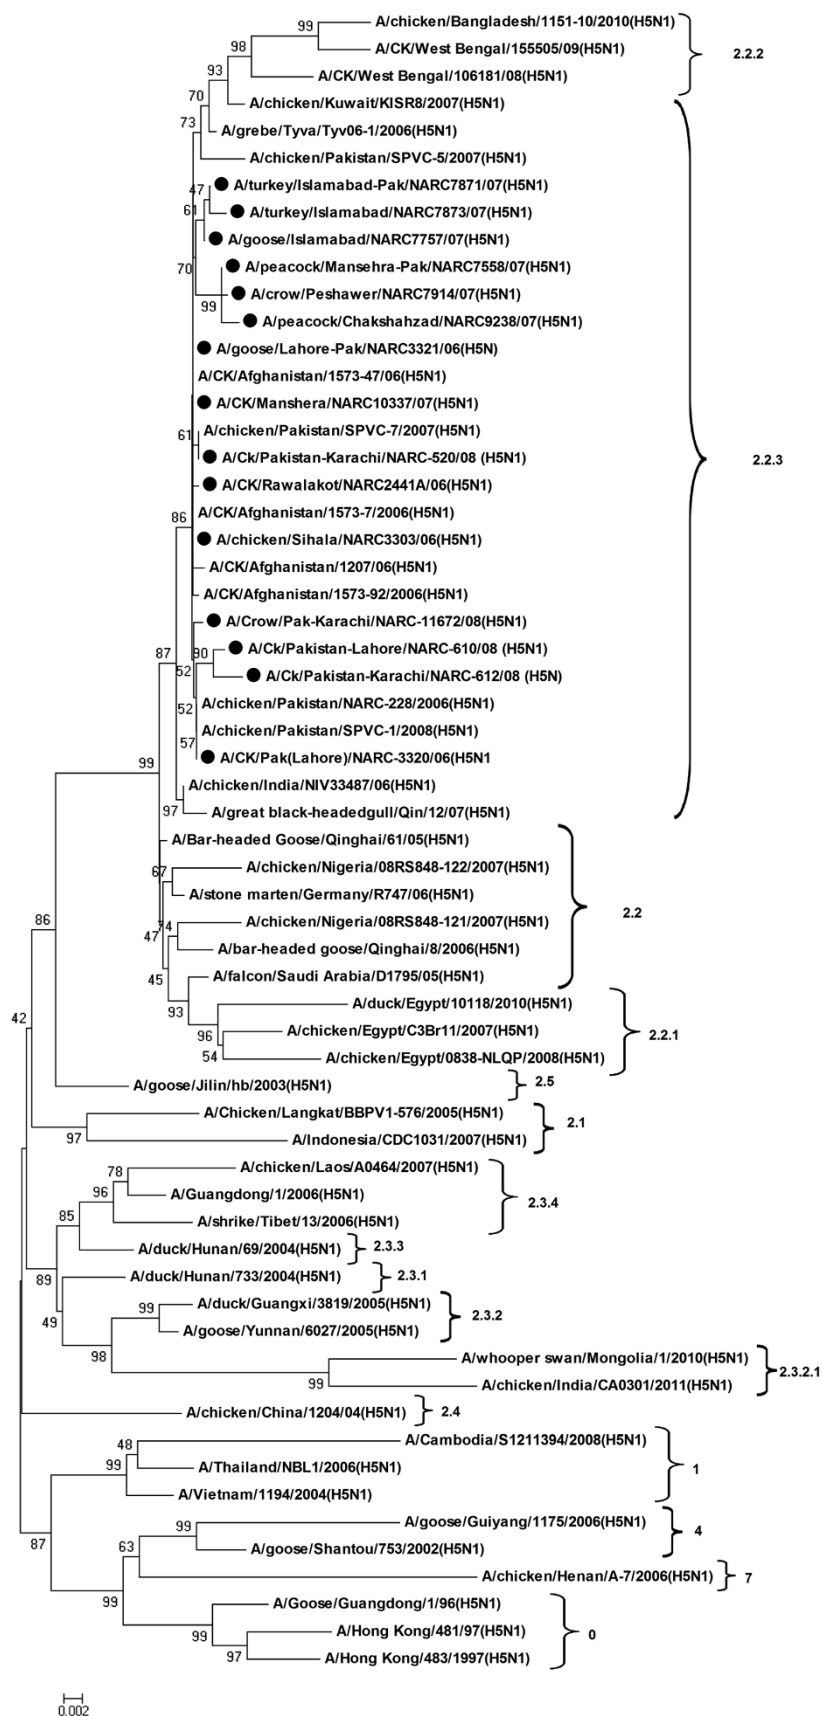 99
A/chicken/Bangladesh/1151-10/2010(H5N1)
98
A/CK/West Bengal/155505/09(H5N1)
2.2.2
93
A/CK/West Bengal/106181/08(H5N1)
70
A/chicken/Kuwait/KISR8/2007(H5N1)
73
A/grebe/Tyva/Tyv06-1/2006(H5N1)
A/chicken/Pakistan/SPVC-5/2007(H5N1)
47
A/turkey/Islamabad-Pak/NARC7871/07(H5N1)
61
A/turkey/Islamabad/NARC7873/07(H5N1)
A/goose/Islamabad/NARC7757/07(H5N1)
70
A/peacock/Mansehra-Pak/NARC7558/07(H5N1)
99
A/crow/Peshawer/NARC7914/07(H5N1)
A/peacock/Chakshahzad/NARC9238/07(H5N1)
A/goose/Lahore-Pak/NARC3321/06(H5N)
A/CK/Afghanistan/1573-47/06(H5N1)
A/CK/Manshera/NARC10337/07(H5N1)
61
A/chicken/Pakistan/SPVC-7/2007(H5N1)
A/Ck/Pakistan-Karachi/NARC-520/08 (H5N1)
2.2.3
A/CK/Rawalakot/NARC2441A/06(H5N1)
86
A/CK/Afghanistan/1573-7/2006(H5N1)
A/chicken/Sihala/NARC3303/06(H5N1)
A/CK/Afghanistan/1207/06(H5N1)
A/CK/Afghanistan/1573-92/2006(H5N1)
A/Crow/Pak-Karachi/NARC-11672/08(H5N1)
87
90
A/Ck/Pakistan-Lahore/NARC-610/08 (H5N1)
52
A/Ck/Pakistan-Karachi/NARC-612/08 (H5N)
52
A/chicken/Pakistan/NARC-228/2006(H5N1)
A/chicken/Pakistan/SPVC-1/2008(H5N1)
57
A/CK/Pak(Lahore)/NARC-3320/06(H5N1
99
A/chicken/India/NIV33487/06(H5N1)
97
A/great black-headedgull/Qin/12/07(H5N1)
A/Bar-headed Goose/Qinghai/61/05(H5N1)
67
A/chicken/Nigeria/08RS848-122/2007(H5N1)
A/stone marten/Germany/R747/06(H5N1)
2.2
86
74
A/chicken/Nigeria/08RS848-121/2007(H5N1)
47
A/bar-headed goose/Qinghai/8/2006(H5N1)
45
A/falcon/Saudi Arabia/D1795/05(H5N1)
93
A/duck/Egypt/10118/2010(H5N1)
42
96
A/chicken/Egypt/C3Br11/2007(H5N1)
2.2.1
54
A/chicken/Egypt/0838-NLQP/2008(H5N1)
A/goose/Jilin/hb/2003(H5N1)
2.5
A/Chicken/Langkat/BBPV1-576/2005(H5N1)
2.1
97
A/Indonesia/CDC1031/2007(H5N1)
78
A/chicken/Laos/A0464/2007(H5N1)
96
A/Guangdong/1/2006(H5N1)
2.3.4
85
A/shrike/Tibet/13/2006(H5N1)
A/duck/Hunan/69/2004(H5N1)
2.3.3
89
A/duck/Hunan/733/2004(H5N1)
2.3.1
49
99
A/duck/Guangxi/3819/2005(H5N1)
2.3.2
A/goose/Yunnan/6027/2005(H5N1)
98
A/whooper swan/Mongolia/1/2010(H5N1)
2.3.2.1
99
A/chicken/India/CA0301/2011(H5N1)
A/chicken/China/1204/04(H5N1)
2.4
48
A/Cambodia/S1211394/2008(H5N1)
99
A/Thailand/NBL1/2006(H5N1)
1
A/Vietnam/1194/2004(H5N1)
87
99
A/goose/Guiyang/1175/2006(H5N1)
4
63
A/goose/Shantou/753/2002(H5N1)
A/chicken/Henan/A-7/2006(H5N1)
7
99
A/Goose/Guangdong/1/96(H5N1)
99
A/Hong Kong/481/97(H5N1)
0
97
A/Hong Kong/483/1997(H5N1)
0.002